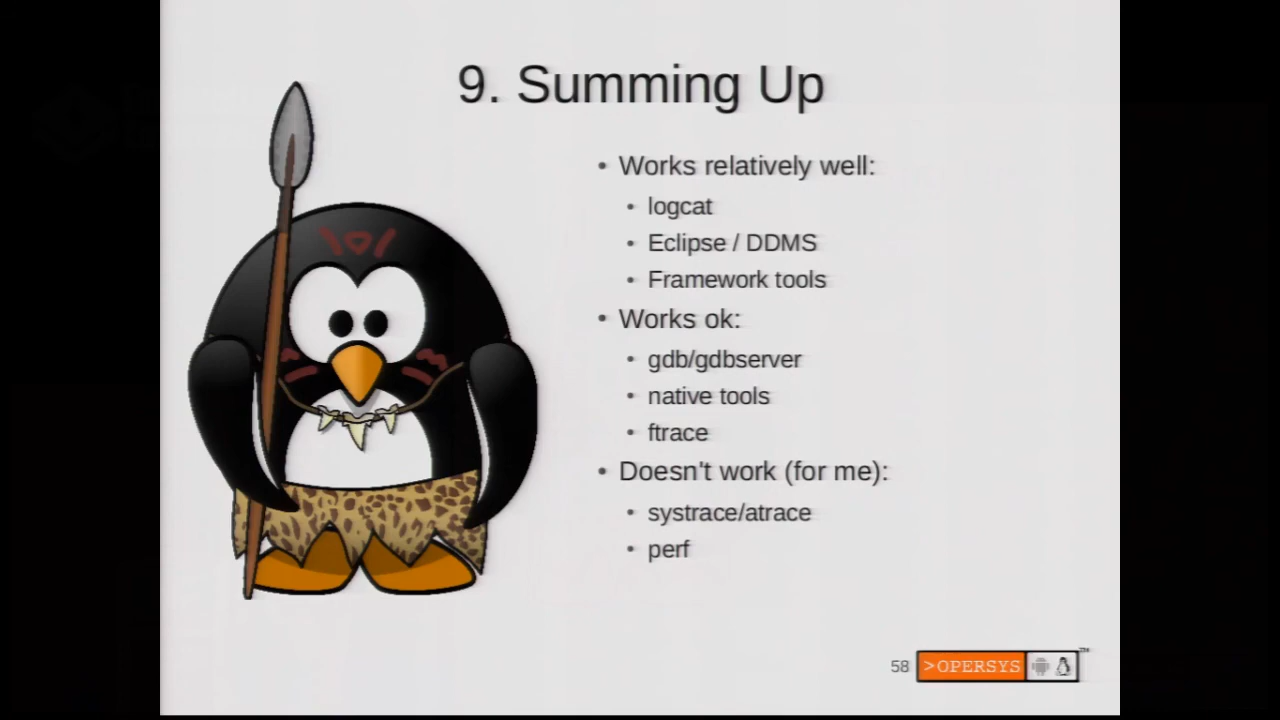 9. Summing Up
• Works relatively well:
• logcat
• Eclipse / DDMS
• Framework tools
• Works ok:
• gdb/gdbserver
• native tools
• ftrace
• Doesn't work (for me):
• systrace/atrace
• perf
58
>OPERSYS
TM